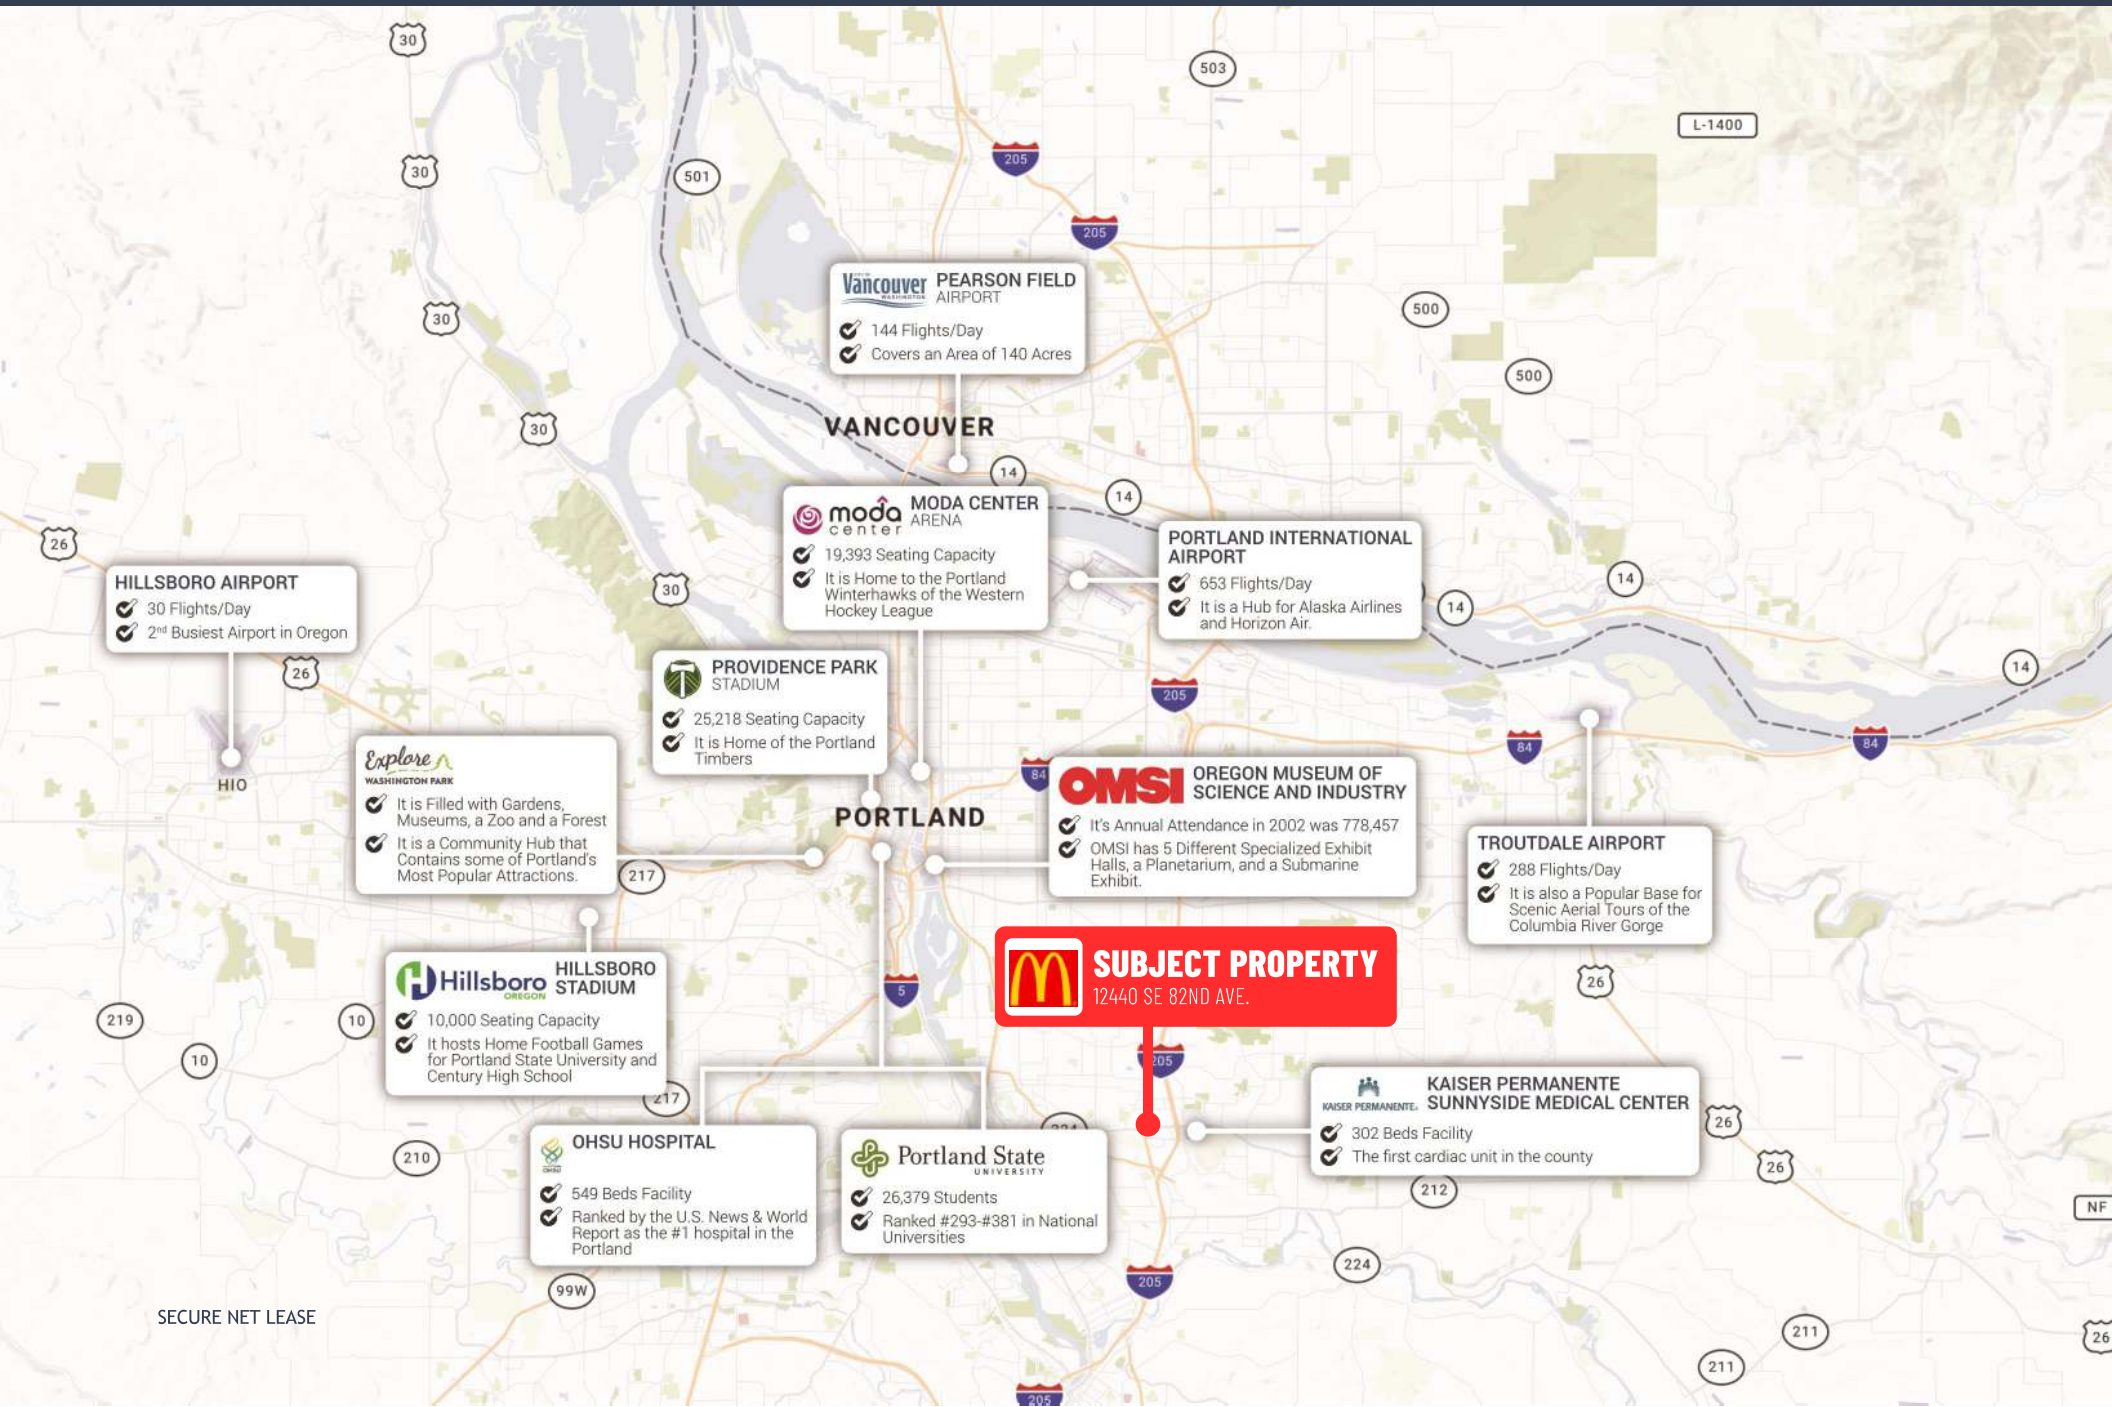 30
503
L-1400
205
30
501
205
Vancouver
WASHINGTON
PEARSON FIELD
AIRPORT
144 Flights/Day
Covers an Area of 140 Acres
30
500
500
30
VANCOUVER
14
14
moda
center
MODA CENTER
ARENA
19,393 Seating Capacity
It is Home to the Portland
Winterhawks of the Western
Hockey League
PORTLAND INTERNATIONAL
AIRPORT
653 Flights/Day
It is a Hub for Alaska Airlines
and Horizon Air.
26
HILLSBORO AIRPORT
30 Flights/Day
2nd Busiest Airport in Oregon
30
14
14
26
14
PROVIDENCE PARK
STADIUM
25,218 Seating Capacity
It is Home of the Portland
Timbers
205
84
84
HIO
Explore
WASHINGTON PARK
It is Filled with Gardens,
Museums, a Zoo and a Forest
It is a Community Hub that
Contains some of Portland's
Most Popular Attractions.
217
PORTLAND
84
OMSI
OREGON MUSEUM OF
SCIENCE AND INDUSTRY
It's Annual Attendance in 2002 was 778,457
OMSI has 5 Different Specialized Exhibit
Halls, a Planetarium, and a Submarine
Exhibit.
TROUTDALE AIRPORT
288 Flights/Day
It is also a Popular Base for
Scenic Aerial Tours of the
Columbia River Gorge
Hillsboro
OREGON
HILLSBORO
STADIUM
10,000 Seating Capacity
It hosts Home Football Games
for Portland State University and
Century High School
5
SUBJECT PROPERTY
12440 SE 82ND AVE.
26
219
10
10
205
217
KAISER PERMANENTE.
KAISER PERMANENTE
SUNNYSIDE MEDICAL CENTER
302 Beds Facility
The first cardiac unit in the county
26
26
210
OHSU
OHSU HOSPITAL
549 Beds Facility
Ranked by the U.S. News & World
Report as the #1 hospital in the
Portland
224
Portland State
UNIVERSITY
26,379 Students
Ranked #293-#381 in National
Universities
212
NF
224
205
99W
SECURE NET LEASE
211
26
211
205